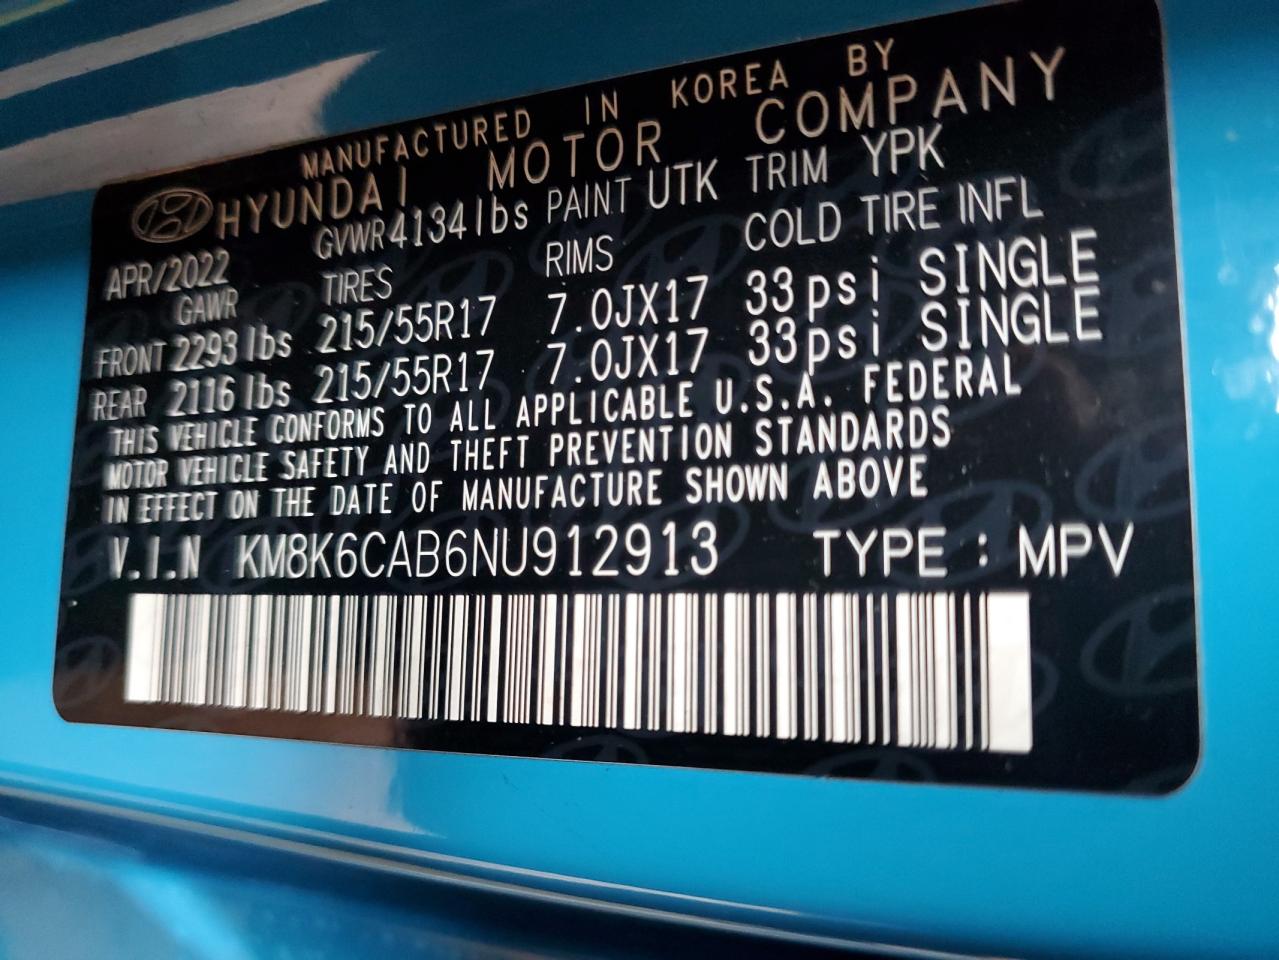 MANUFACTURED IN KOREA BY
HYUNDAI MOTOR COMPANY
APR/2022 GVWR 4134lbs PAINT UTK TRIM YPK
GAWR TIRES RIMS COLD TIRE INFL
FRONT 2293 lbs 215/55R17 7.0JX17 33psi SINGLE
REAR 2116 lbs 215/55R17 7.0JX17 33psi SINGLE
THIS VEHICLE CONFORMS TO ALL APPLICABLE U.S.A. FEDERAL
MOTOR VEHICLE SAFETY AND THEFT PREVENTION STANDARDS
IN EFFECT ON THE DATE OF MANUFACTURE SHOWN ABOVE
V.I.N KM8K6CAB6NU912913 TYPE : MPV